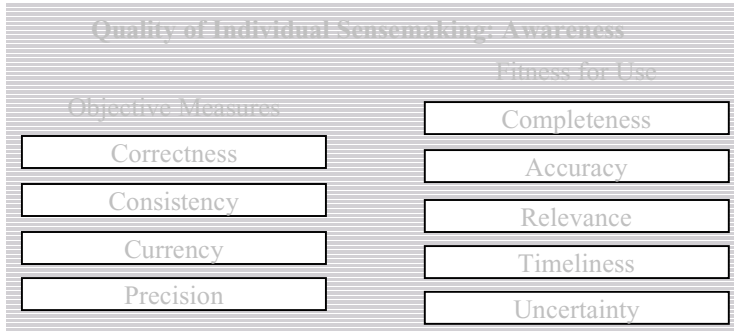 Quality of Individual Sensemaking: Awareness
Objective Measures
Correctness
Consistency
Currency
Precision
Fitness for Use
Completeness
Accuracy
Relevance
Timeliness
Uncertainty